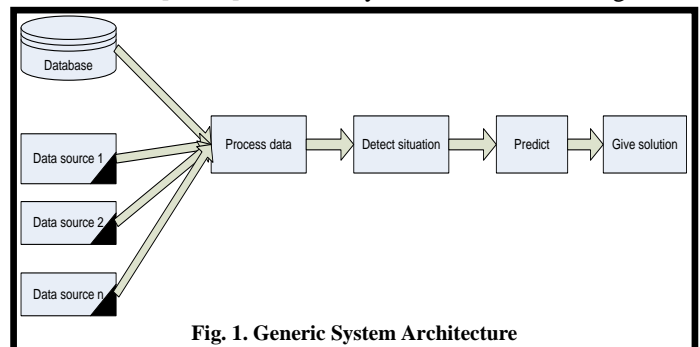 Database
Data source 1
Data source 2
Data source n
Process data
Detect situation
Predict
Give solution
Fig. 1. Generic System Architecture